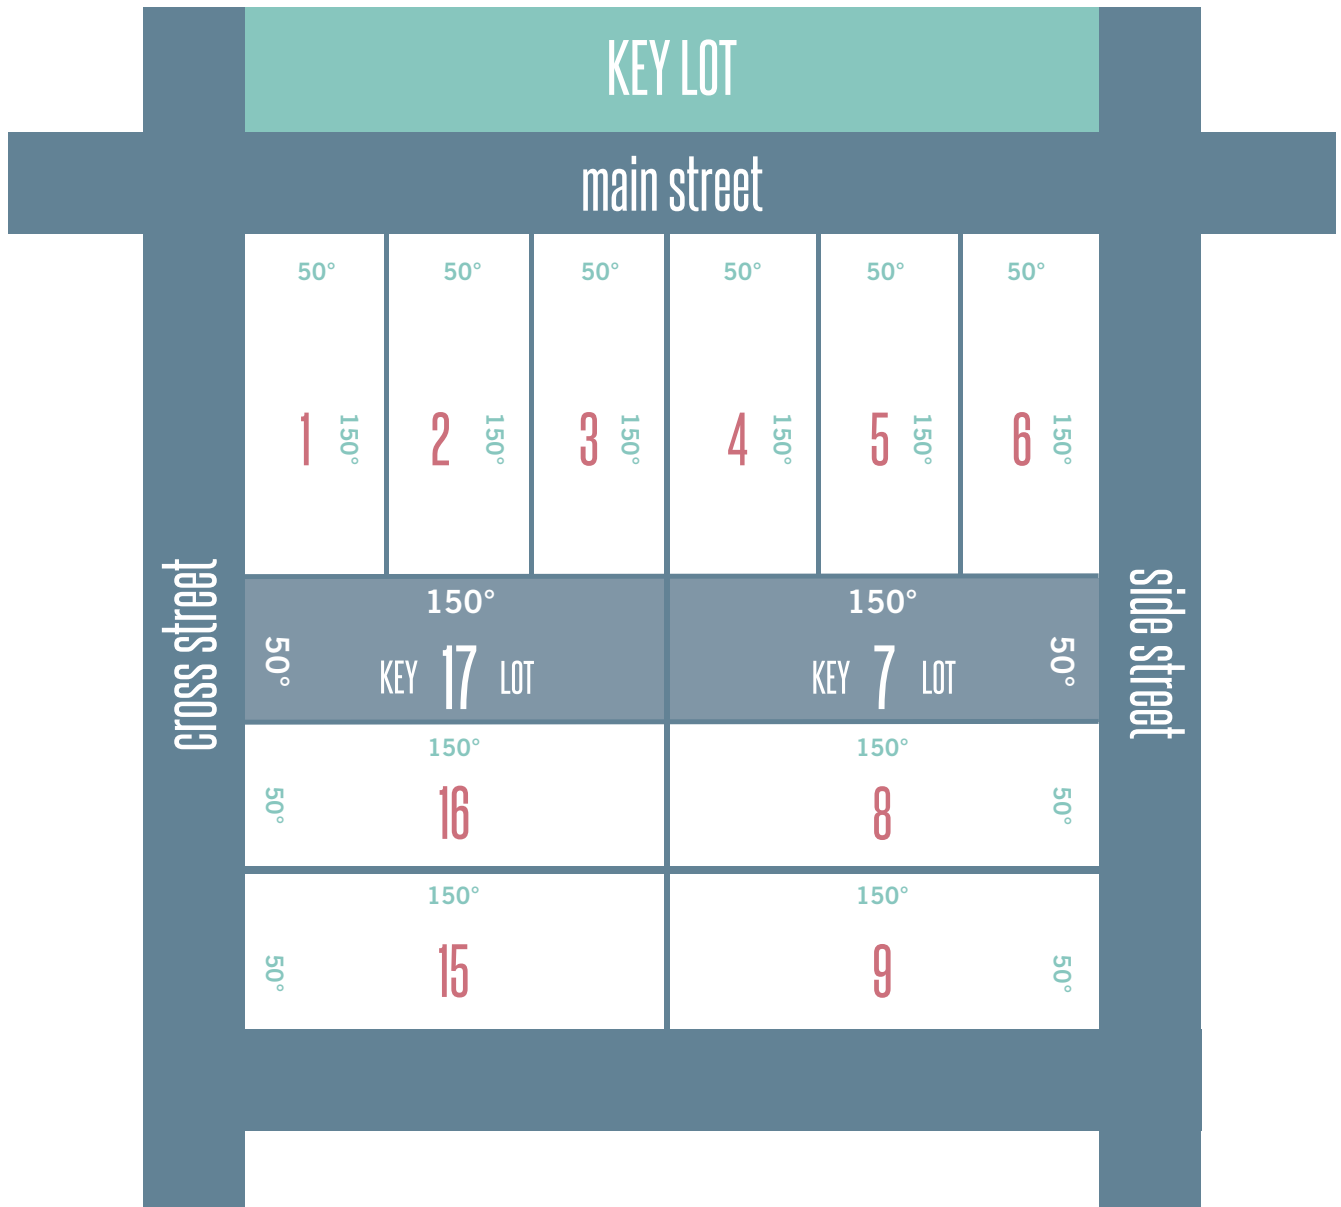 KEY LOT
main street
50° 50° 50° 50° 50° 50°
1 150° 2 150° 3 150° 4 150° 5 150° 6 150°
cross street
side street
150° 150°
50° KEY 17 LOT KEY 7 LOT 50°
150° 150°
50° 16 8 50°
150° 150°
50° 15 9 50°